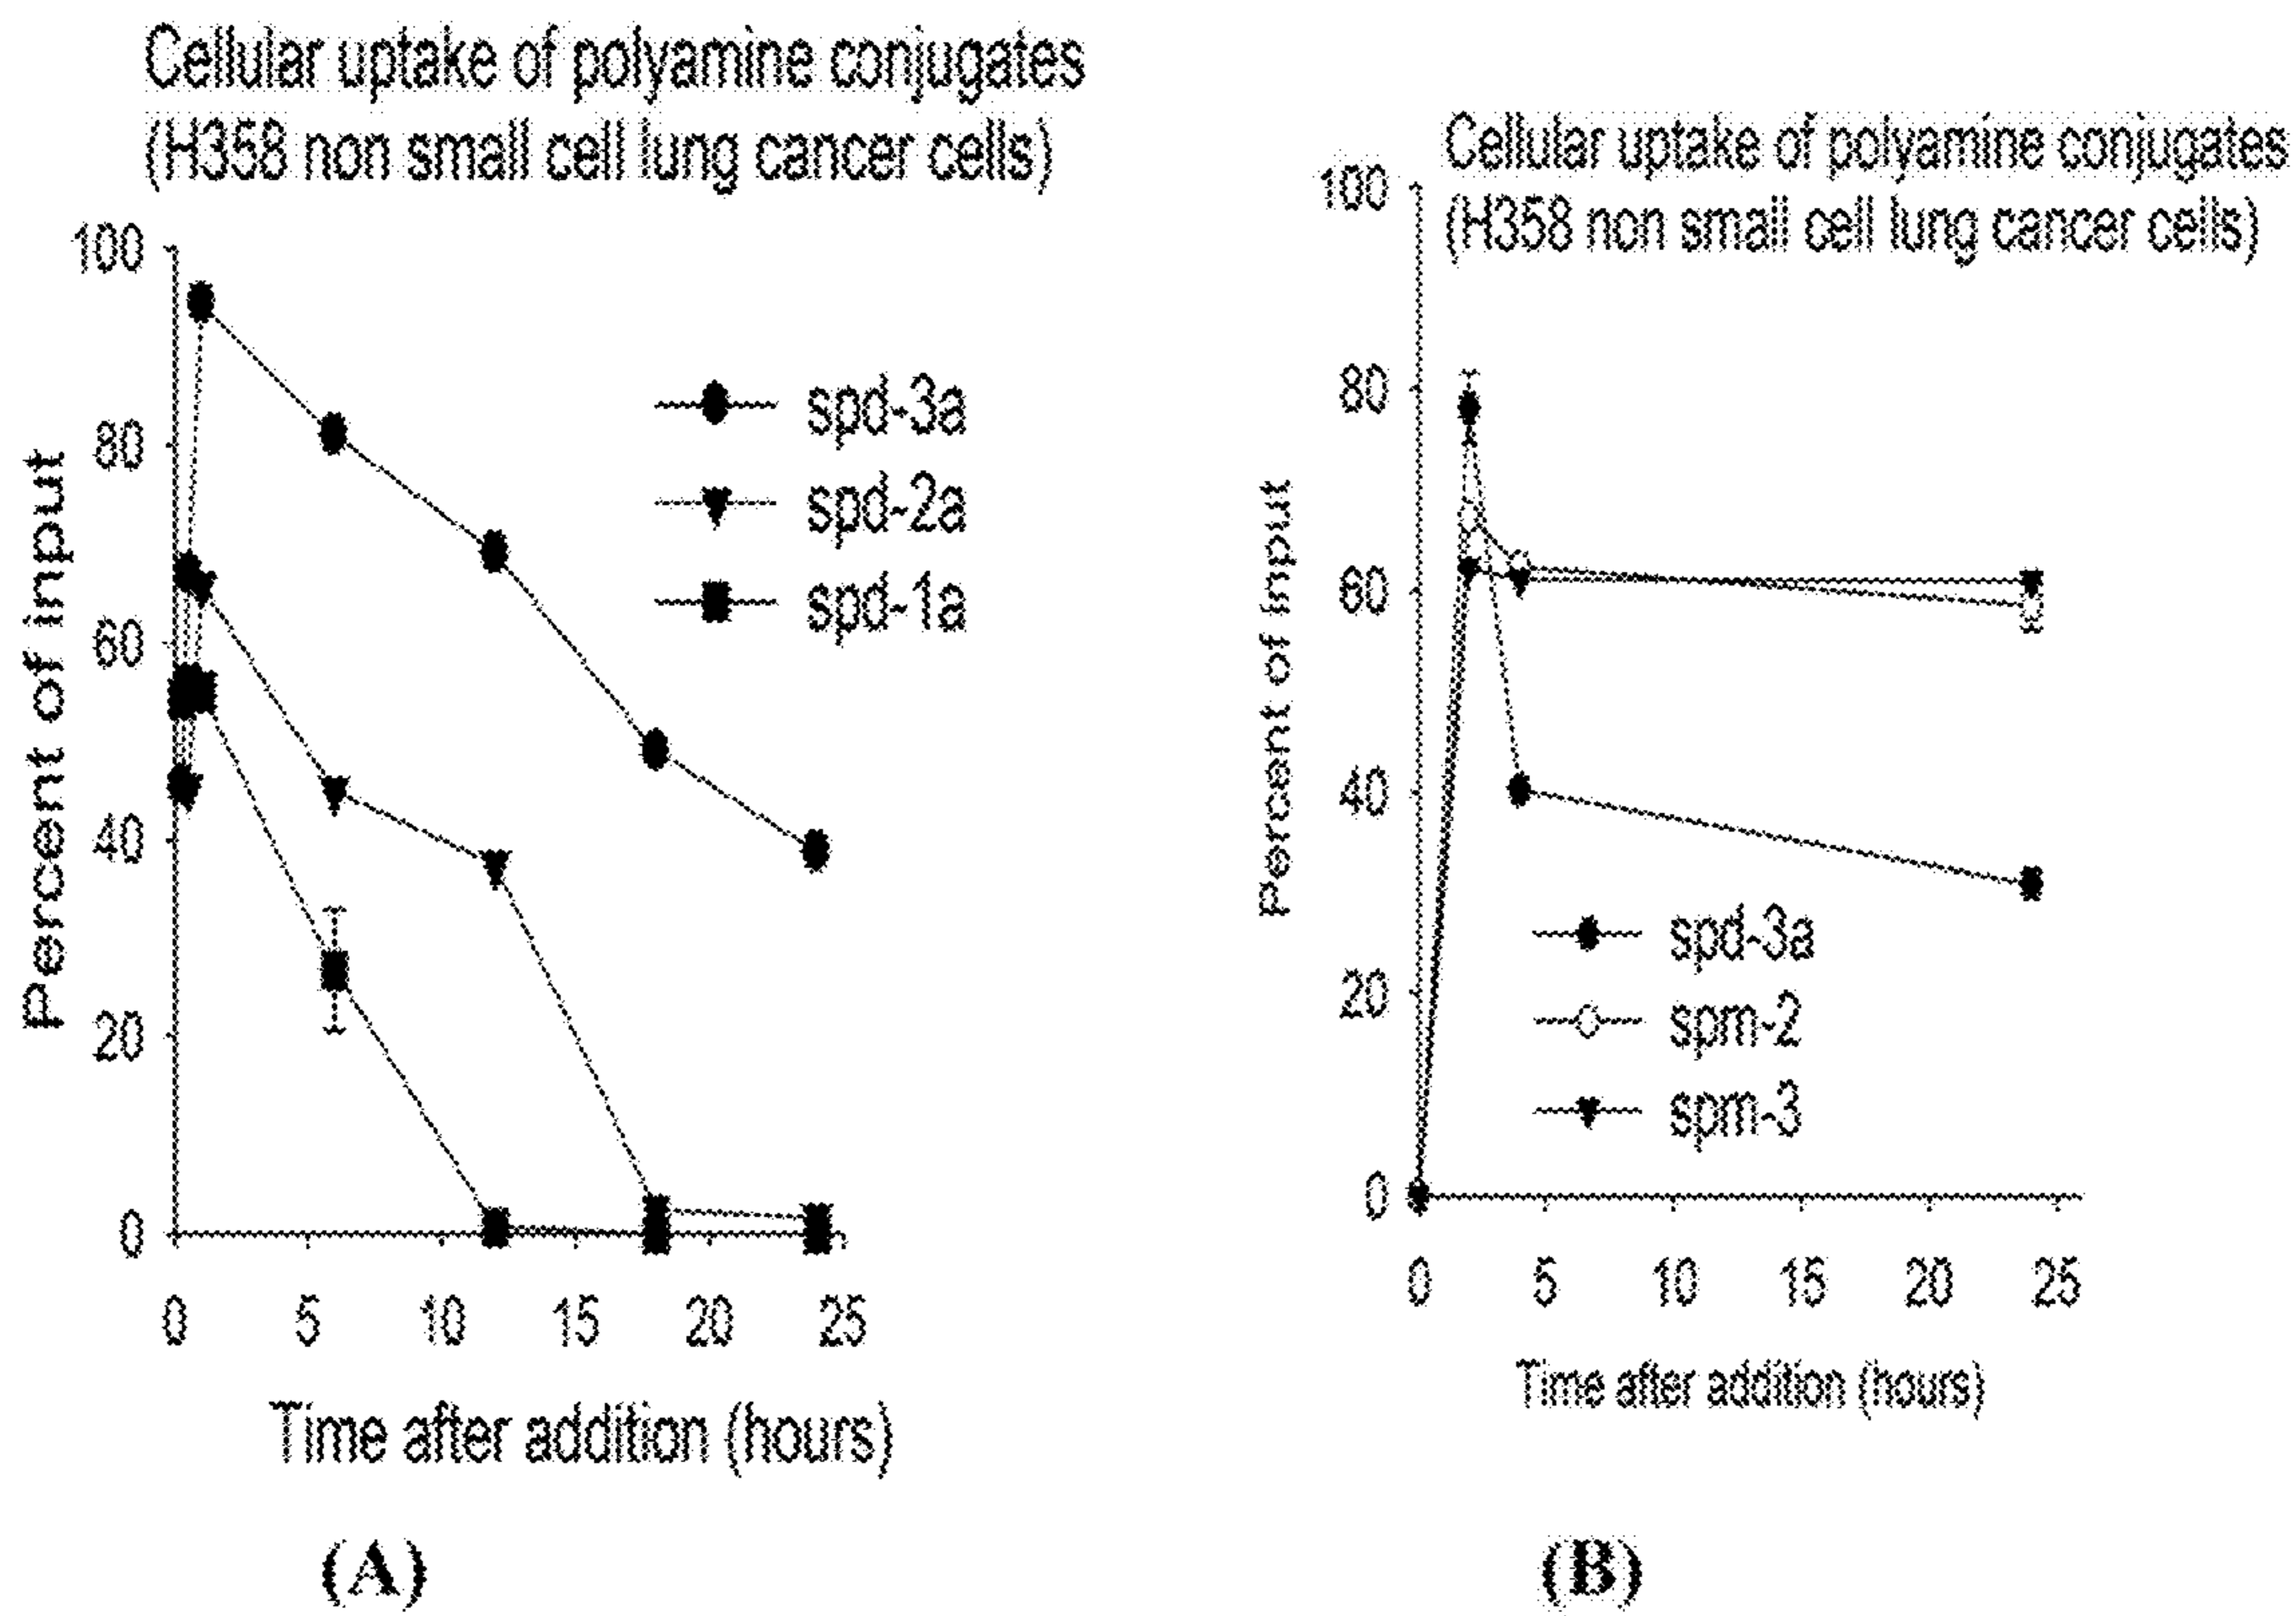 Cellular uptake of polyamine conjugates
(H358 non small cell lung cancer cells)
100
80
60
40
20
0
Percent of input
spd-3a
spd-2a
spd-1a
0 5 10 15 20 25
Time after addition (hours)
(A)
Cellular uptake of polyamine conjugates
(H358 non small cell lung cancer cells)
100
80
60
40
20
0
Percent of input
spd-3a
spm-2
spm-3
0 5 10 15 20 25
Time after addition (hours)
(B)